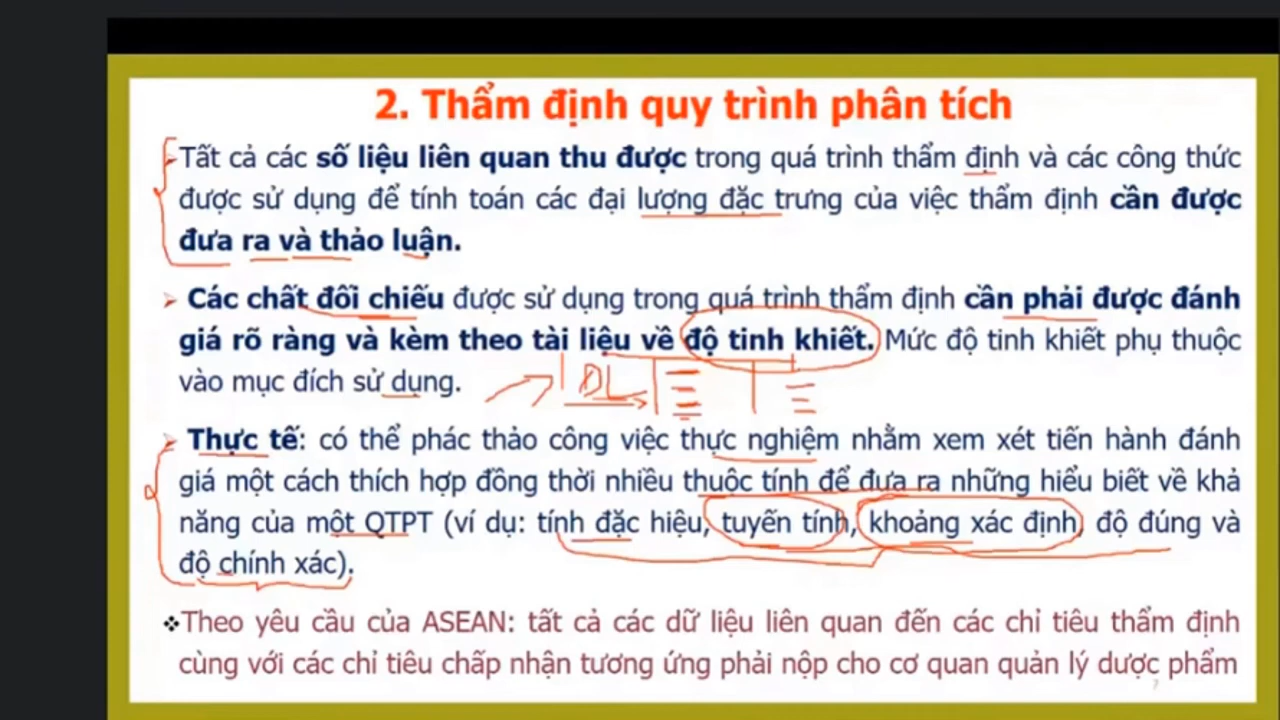 2. Thẩm định quy trình phân tích
Tất cả các số liệu liên quan thu được trong quá trình thẩm định và các công thức
được sử dụng để tính toán các đại lượng đặc trưng của việc thẩm định cần được
đưa ra và thảo luận.
Các chất đối chiếu được sử dụng trong quá trình thẩm định cần phải được đánh
giá rõ ràng và kèm theo tài liệu về độ tinh khiết. Mức độ tinh khiết phụ thuộc
vào mục đích sử dụng.
ĐL
Thực tế: có thể phác thảo công việc thực nghiệm nhằm xem xét tiến hành đánh
giá một cách thích hợp đồng thời nhiều thuộc tính để đưa ra những hiểu biết về khả
năng của một QTPT (ví dụ: tính đặc hiệu, tuyến tính, khoảng xác định, độ đúng và
độ chính xác).
❖Theo yêu cầu của ASEAN: tất cả các dữ liệu liên quan đến các chỉ tiêu thẩm định
cùng với các chỉ tiêu chấp nhận tương ứng phải nộp cho cơ quan quản lý dược phẩm